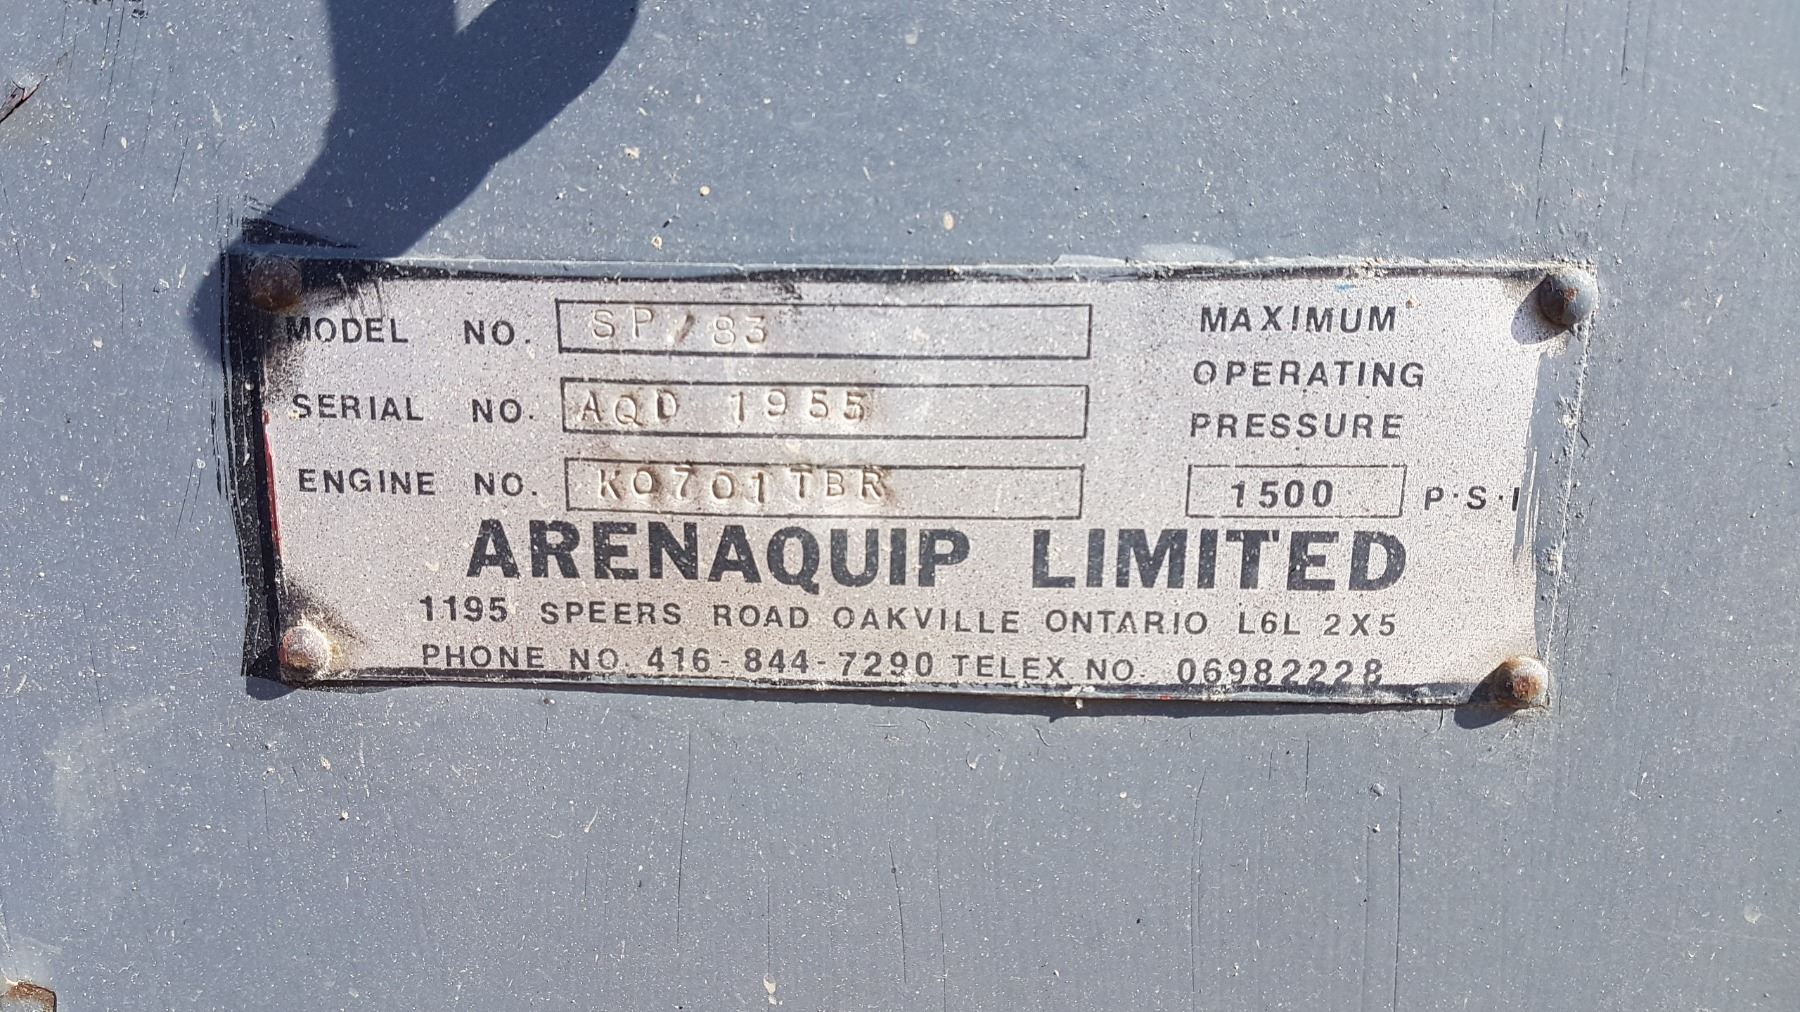 MODEL NO. SP/83
SERIAL NO. AQD 1955
ENGINE NO. KO701TBR
MAXIMUM
OPERATING
PRESSURE
1500 P.S.I
ARENAQUIP LIMITED
1195 SPEERS ROAD OAKVILLE ONTARIO L6L 2X5
PHONE NO. 416-844-7290 TELEX NO. 06982228